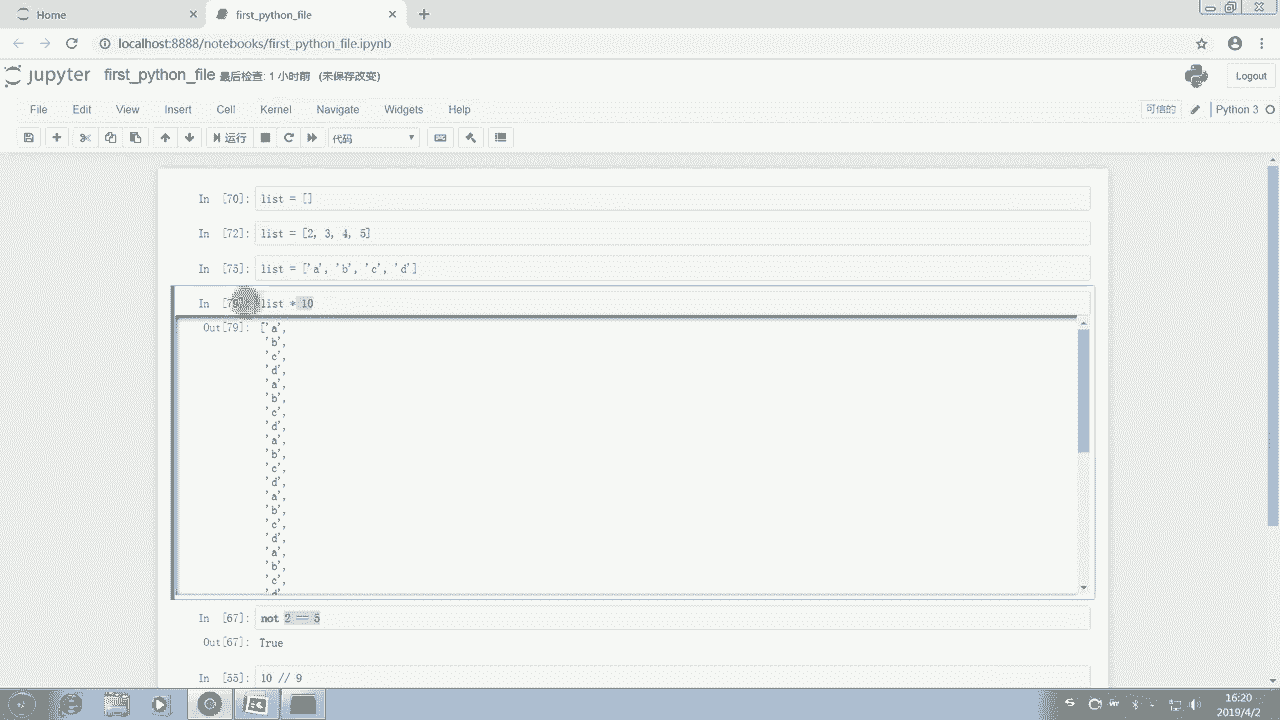 Home
first_python_file
localhost:8888/notebooks/first_python_file.ipynb
jupyter first_python_file 最后检查: 1 小时前 (未保存改变)
Logout
File Edit View Insert Cell Kernel Navigate Widgets Help
可信的
Python 3
运行
代码
In [70]: list = []
In [72]: list = [2, 3, 4, 5]
In [75]: list = ['a', 'b', 'c', 'd']
In [79]: list * 10
Out[79]: ['a',
'b',
'c',
'd',
'a',
'b',
'c',
'd',
'a',
'b',
'c',
'd',
'a',
'b',
'c',
'd',
'a',
'b',
'c',
'd',
In [67]: not 2 == 5
Out[67]: True
In [55]: 10 // 9
16:20
2019/4/2